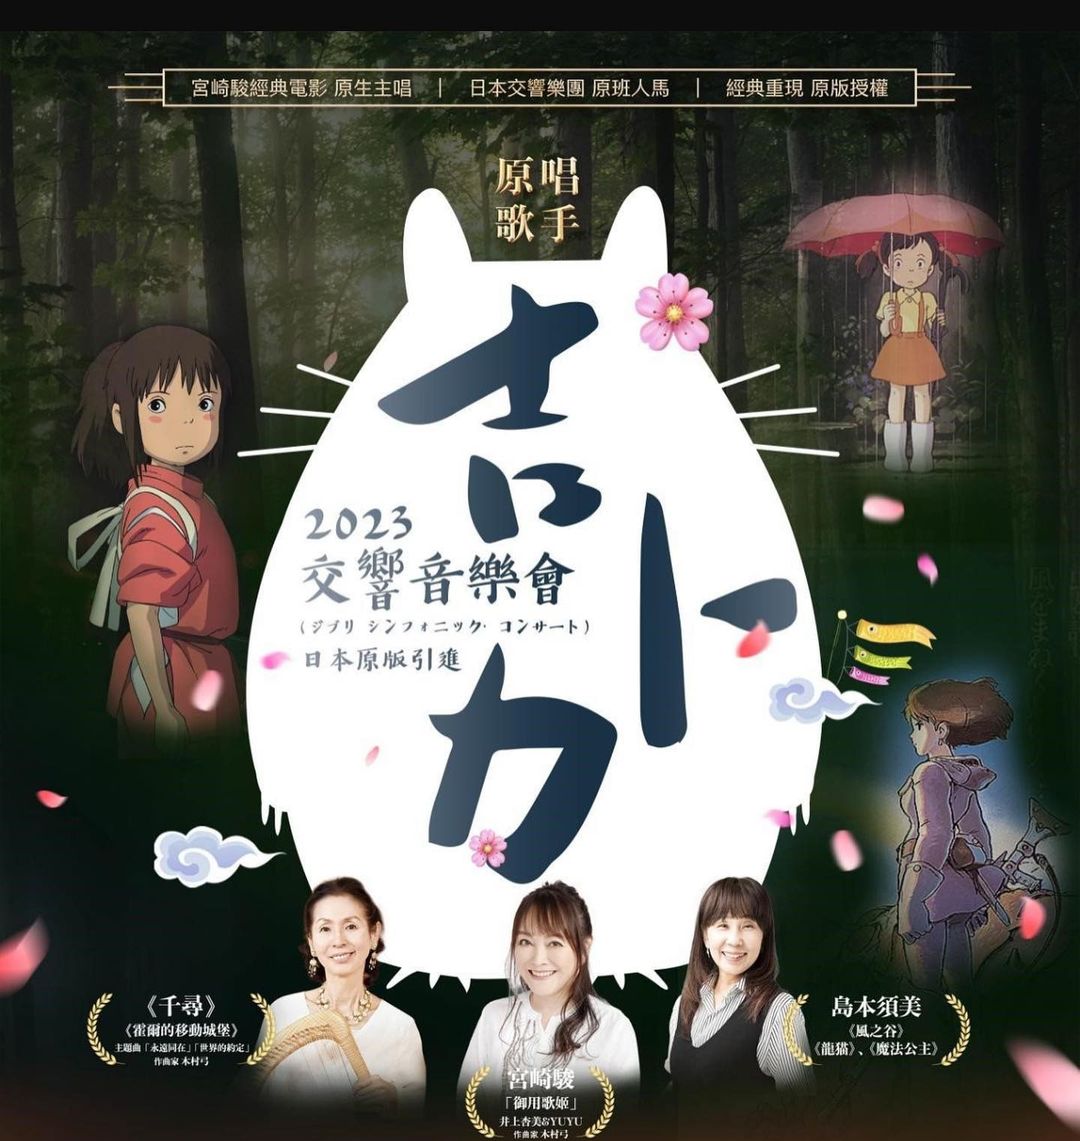 宮崎駿經典電影 原生主唱 | 日本交響樂團 原班人馬 | 經典重現 原版授權
原唱
歌手
吉卜力
2023
交響音樂會
(ジブリ シンフォニック・コンサート)
日本原版引進
《千尋》
《霍爾的移動城堡》
主題曲「永遠同在」「世界的約定」
作曲家 木村弓
宮崎駿
「御用歌姬」
井上杏美&YUYU
作曲家 木村弓
島本須美
《風之谷》
《龍猫》、《魔法公主》